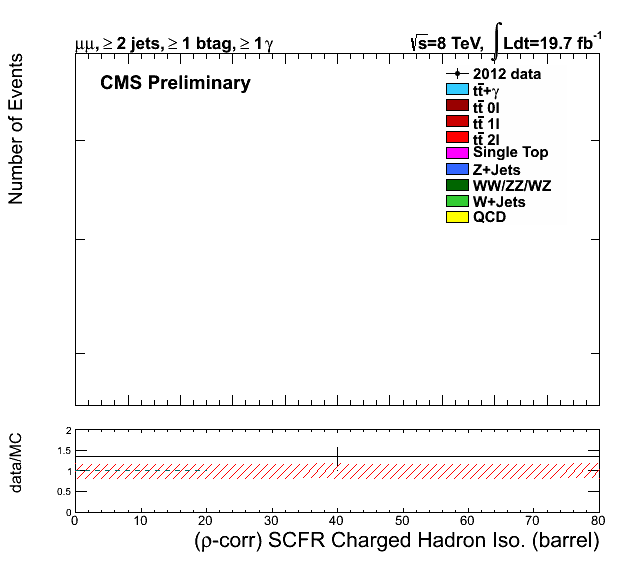 μμ, ≥ 2 jets, ≥ 1 btag, ≥ 1 γ
√s=8 TeV, ∫ Ldt=19.7 fb⁻¹
Number of Events
CMS Preliminary
2012 data
tt̅+γ
tt̅ 0l
tt̅ 1l
tt̅ 2l
Single Top
Z+Jets
WW/ZZ/WZ
W+Jets
QCD
data/MC
2
1.5
1
0.5
0
0 10 20 30 40 50 60 70 80
(ρ-corr) SCFR Charged Hadron Iso. (barrel)